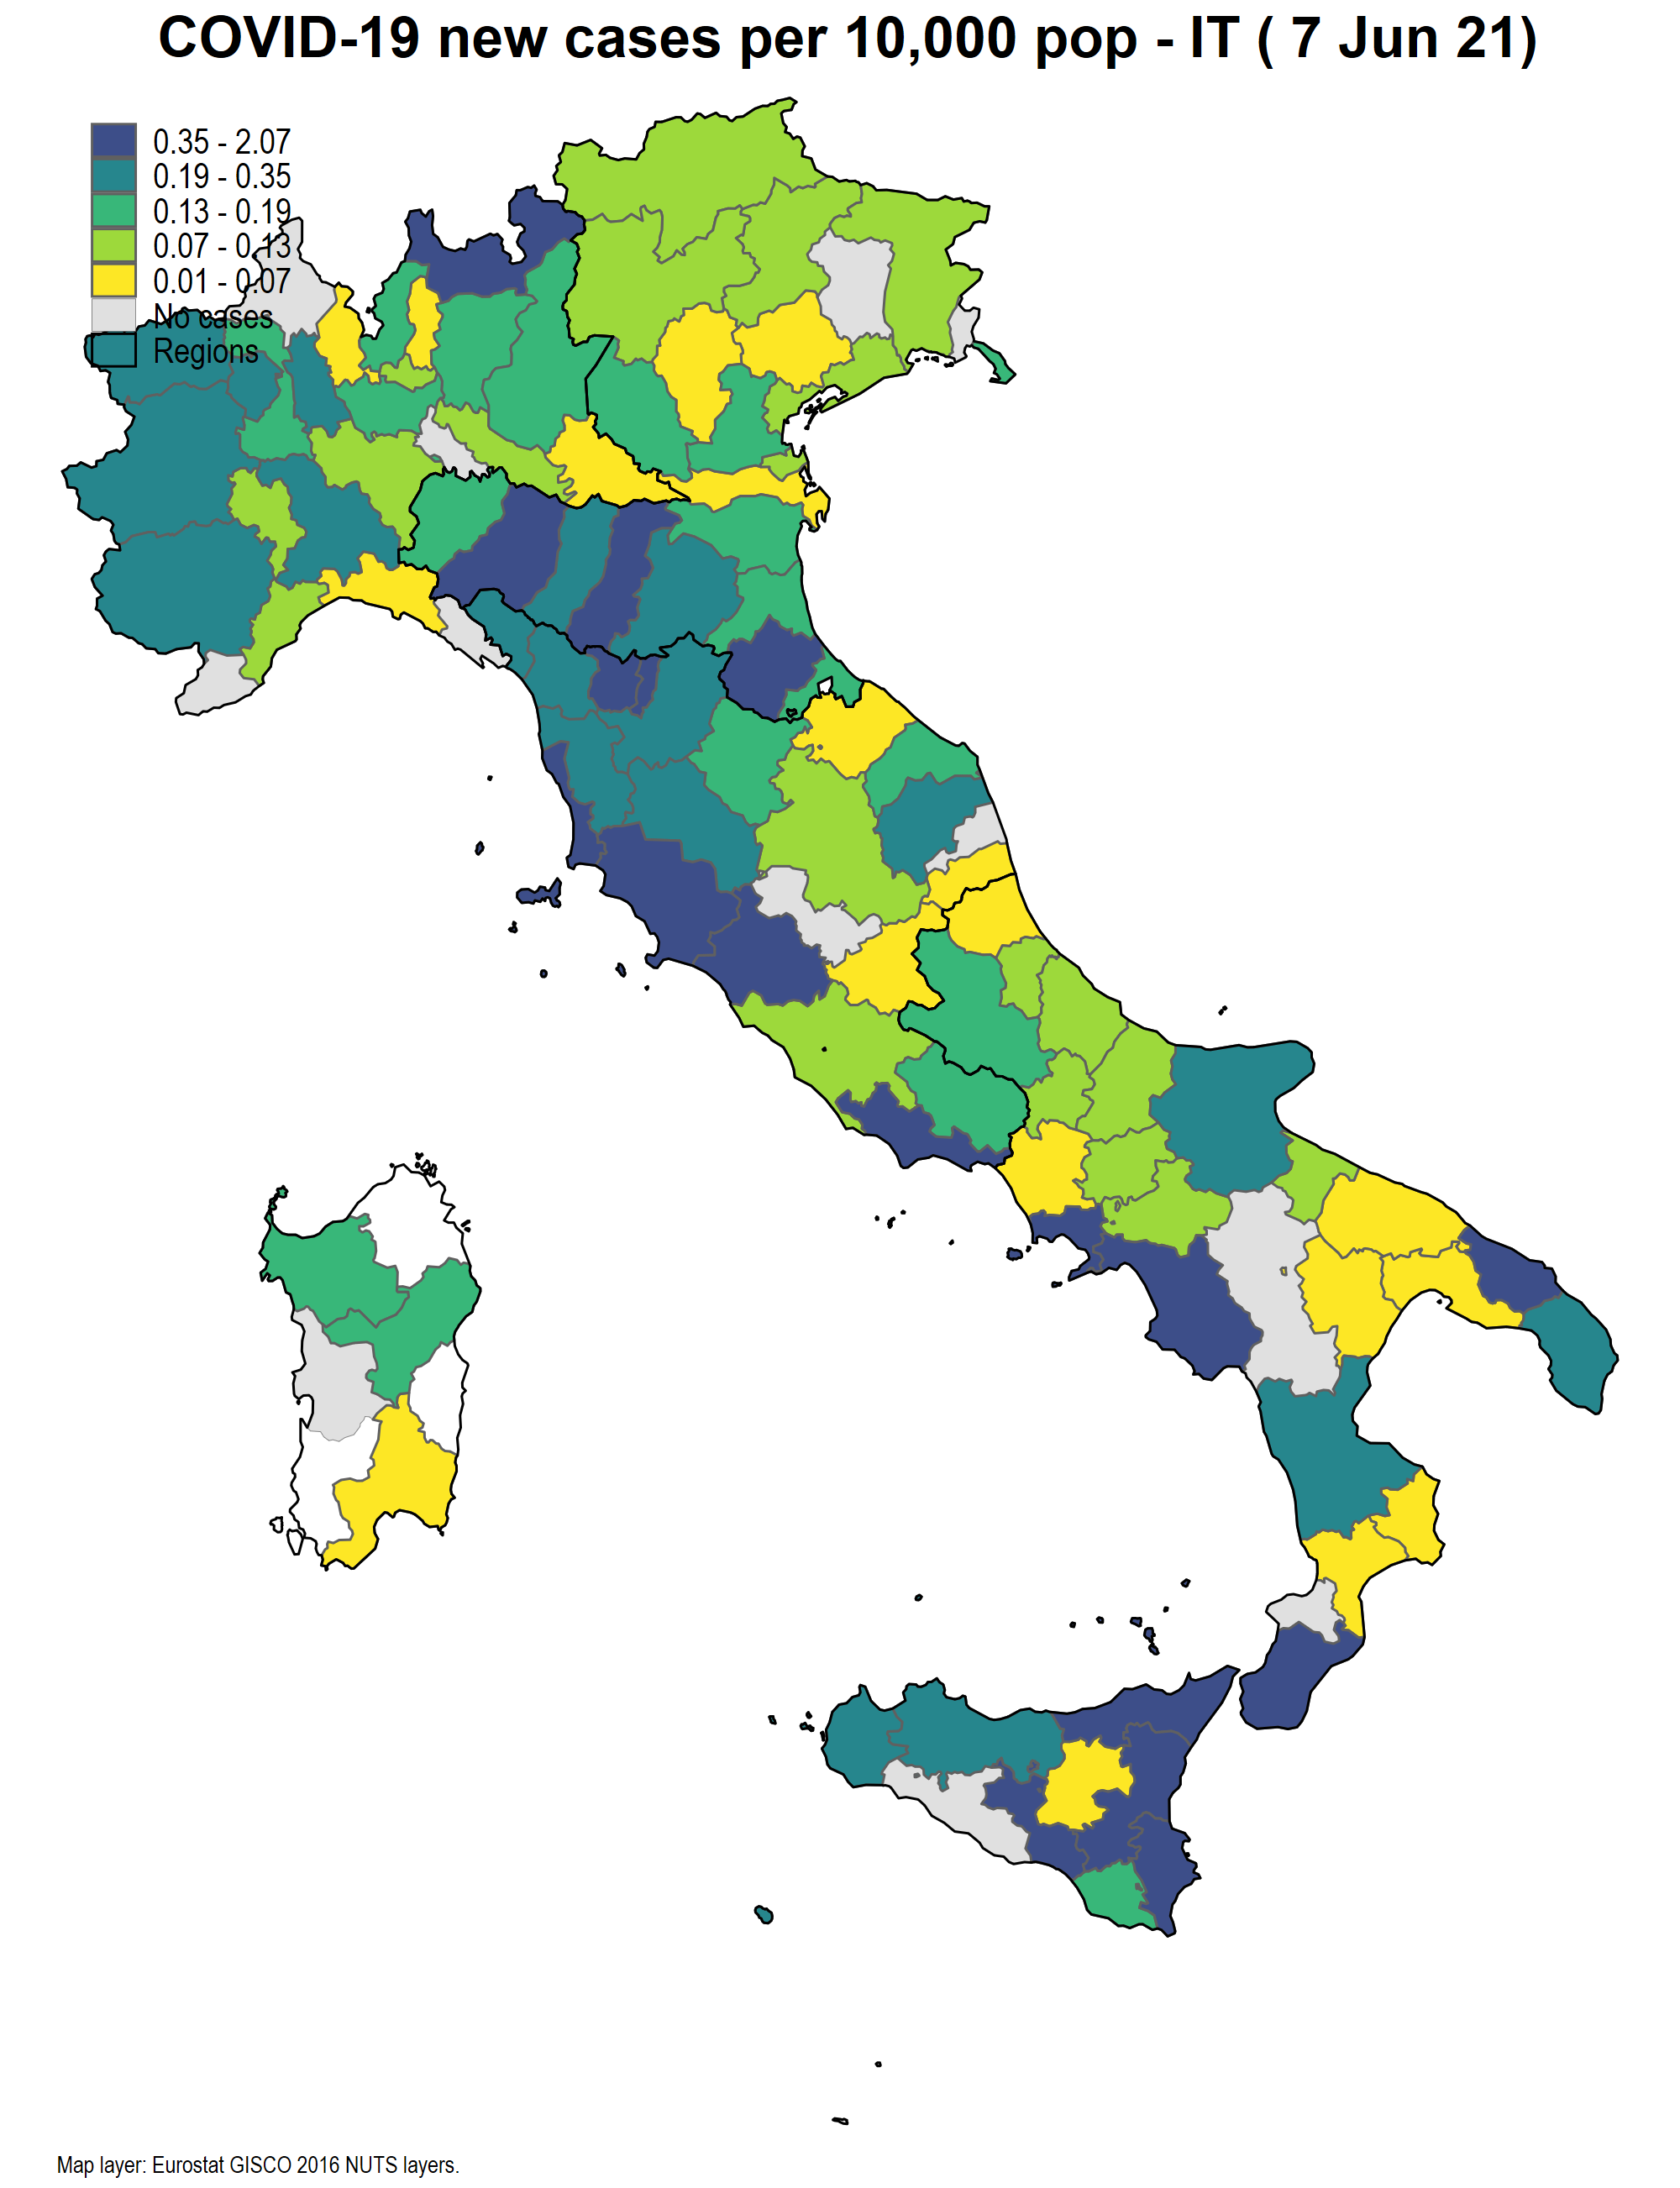 COVID-19 new cases per 10,000 pop - IT ( 7 Jun 21)
0.35 - 2.07
0.19 - 0.35
0.13 - 0.19
0.07 - 0.13
0.01 - 0.07
No cases
Regions
Map layer: Eurostat GISCO 2016 NUTS layers.